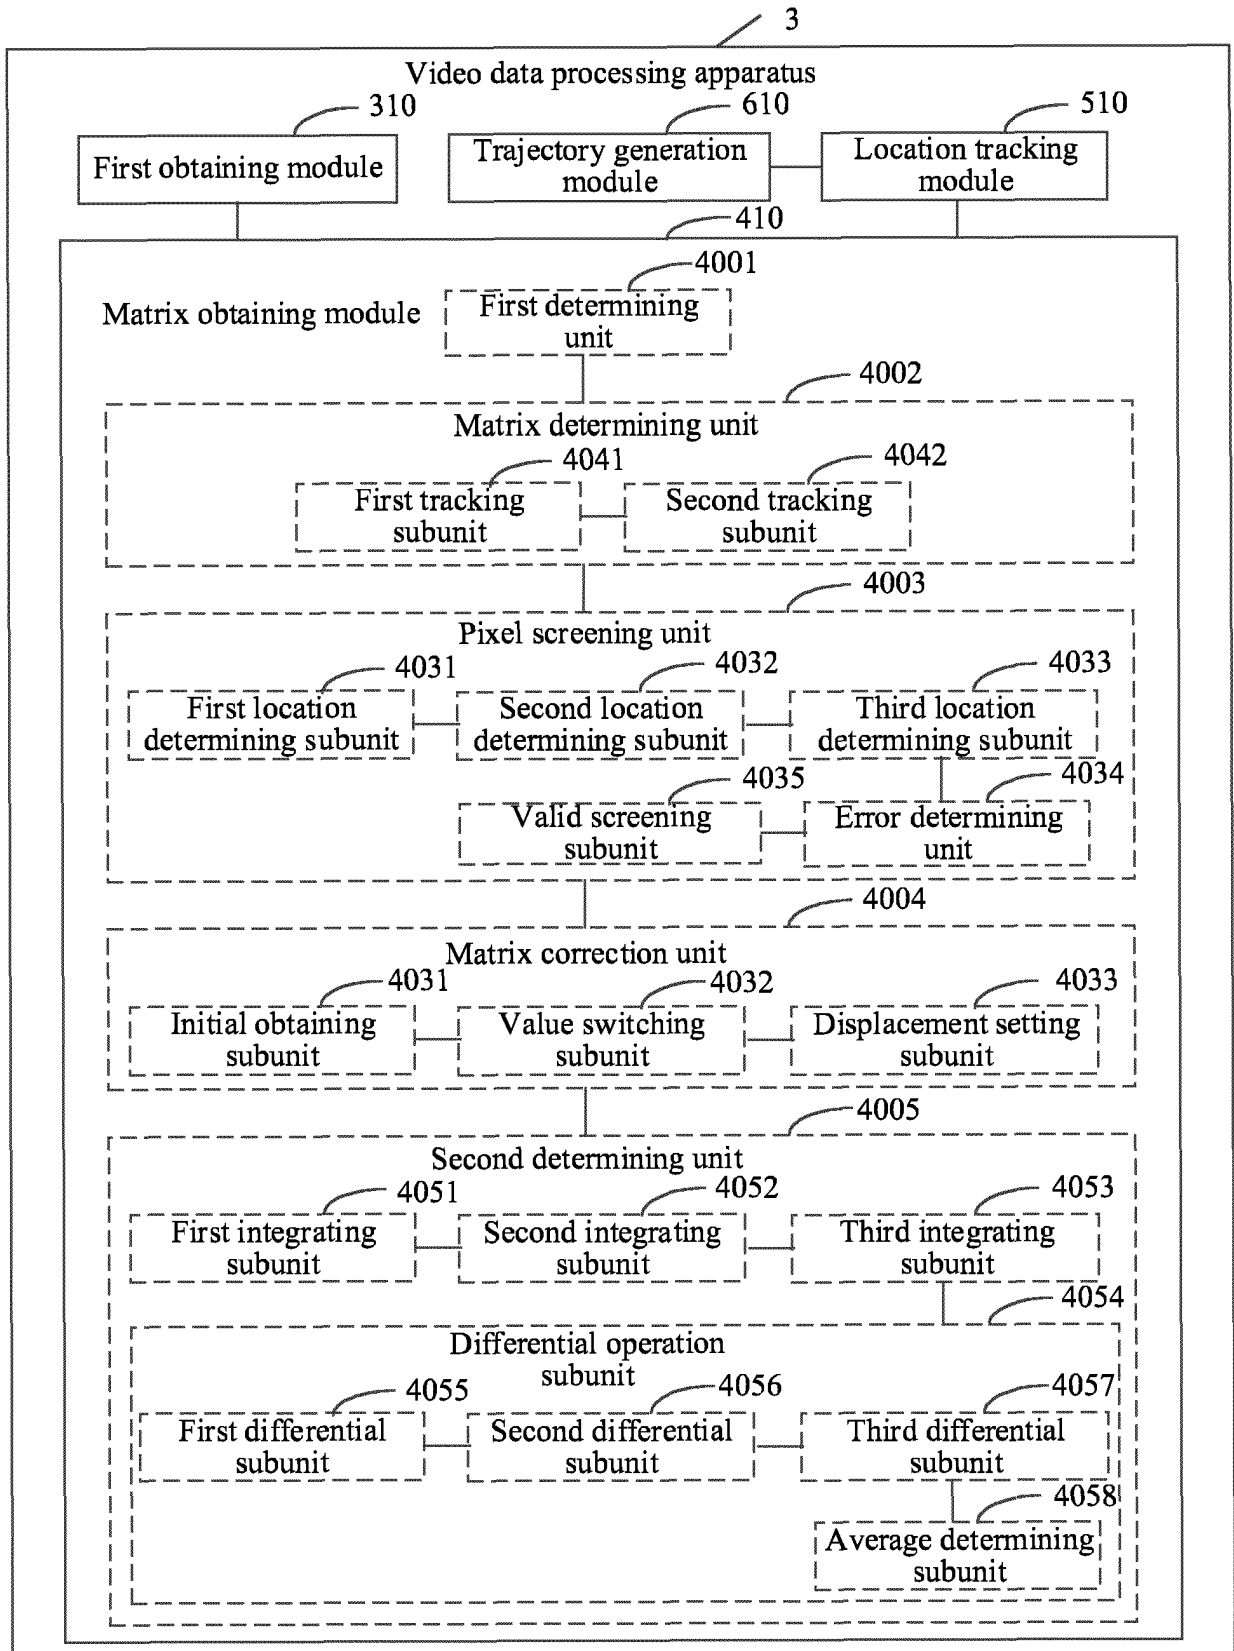 3
Video data processing apparatus
310
610
510
First obtaining module
Trajectory generation
module
Location tracking
module
410
4001
Matrix obtaining module
First determining
unit
4002
Matrix determining unit
4041
4042
First tracking
subunit
Second tracking
subunit
4003
Pixel screening unit
4031
4032
4033
First location
determining subunit
Second location
determining subunit
Third location
determining subunit
4035
4034
Valid screening
subunit
Error determining
unit
4004
Matrix correction unit
4031
4032
4033
Initial obtaining
subunit
Value switching
subunit
Displacement setting
subunit
4005
Second determining unit
4051
4052
4053
First integrating
subunit
Second integrating
subunit
Third integrating
subunit
4054
Differential operation
subunit
4055
4056
4057
First differential
subunit
Second differential
subunit
Third differential
subunit
4058
Average determining
subunit